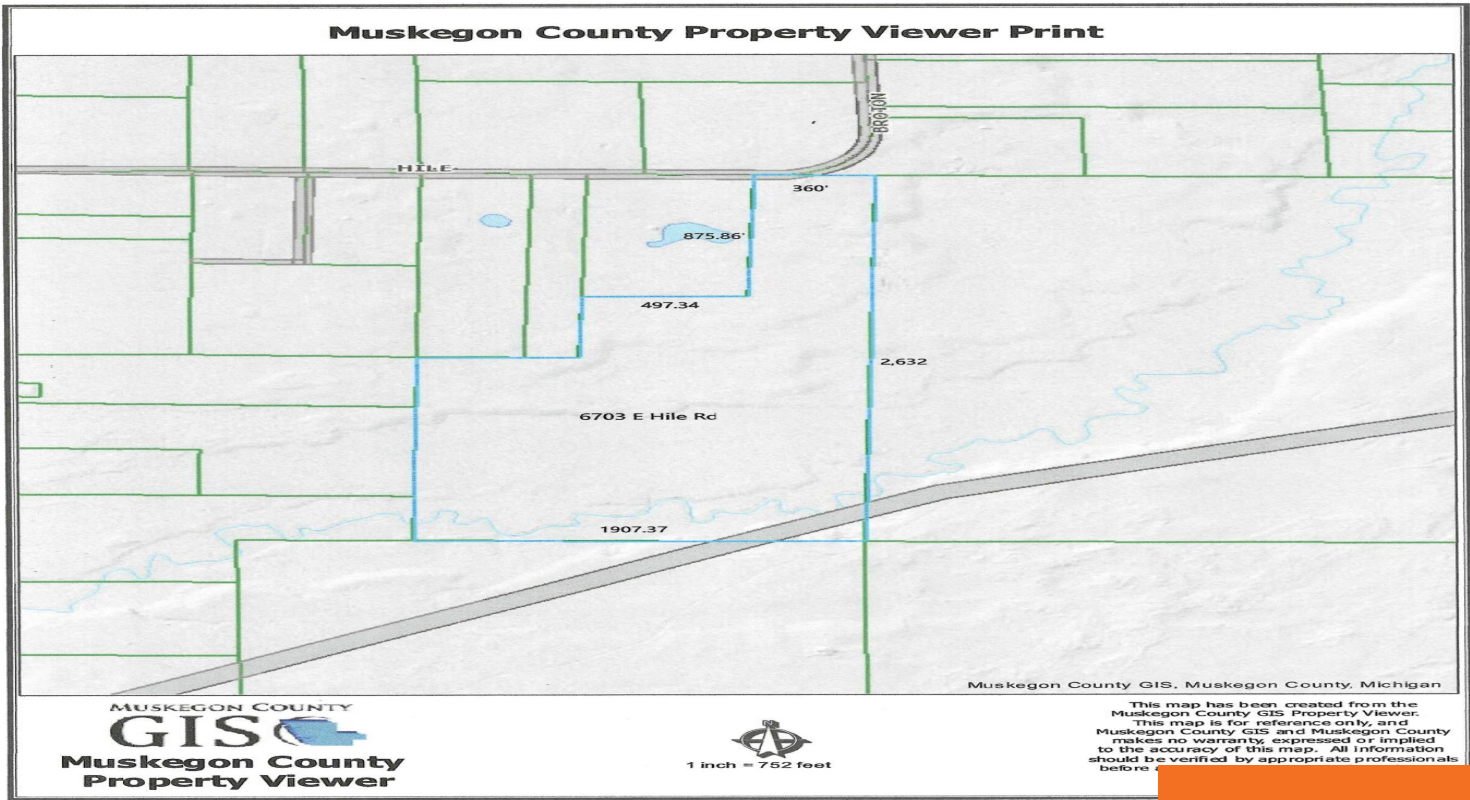 Muskegon County Property Viewer Print
BROTON
HILE
360'
875.86'
497.34
2,632
6703 E Hile Rd
1907.37
Muskegon County GIS, Muskegon County, Michigan
MUSKEGON COUNTY
GIS
Muskegon County
Property Viewer
N
1 inch = 752 feet
This map has been created from the
Muskegon County GIS Property Viewer.
This map is for reference only, and
Muskegon County GIS and Muskegon County
makes no warranty, expressed or implied
to the accuracy of this map. All information
should be verified by appropriate professionals
before